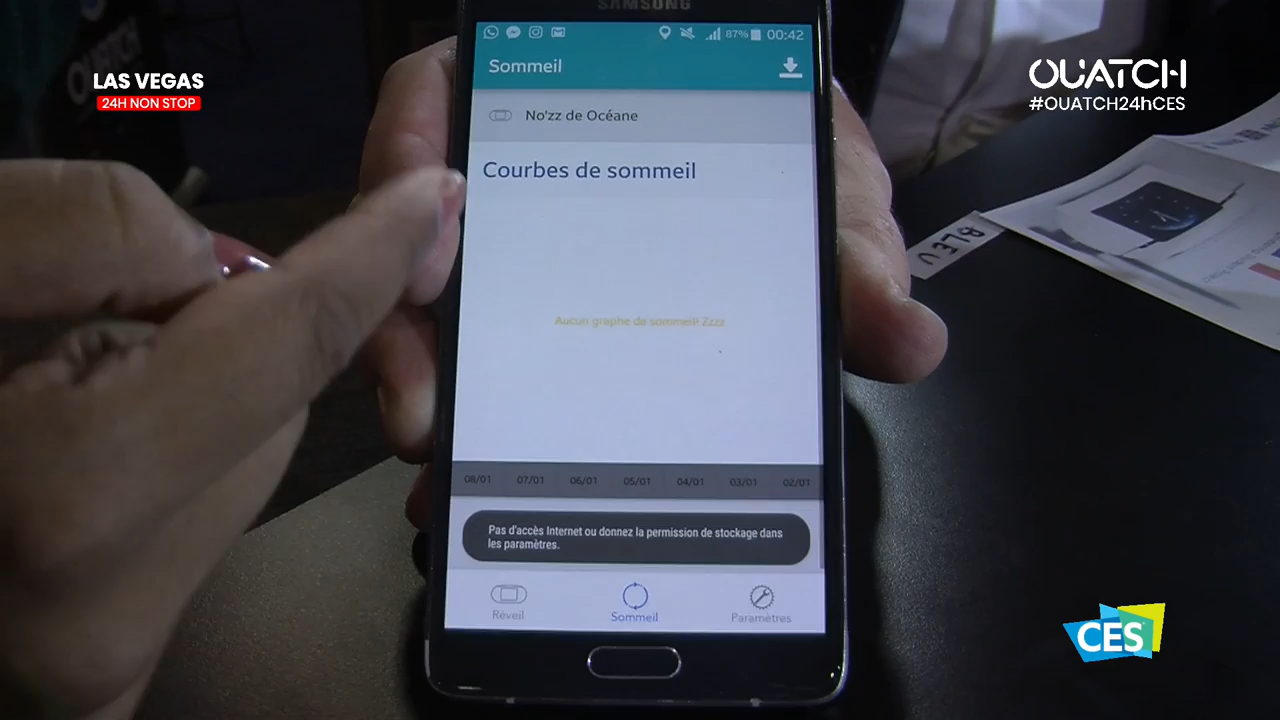 SAMSUNG
87% 00:42
Sommeil
No'zz de Océane
Courbes de sommeil
Aucun graphe de sommeil! Zzzz
08/01 07/01 06/01 05/01 04/01 03/01 02/01
Pas d'accès Internet ou donnez la permission de stockage dans
les paramètres.
Réveil Sommeil Paramètres
LAS VEGAS
24H NON STOP
OUATCH
#OUATCH24hCES
BLEU
CES